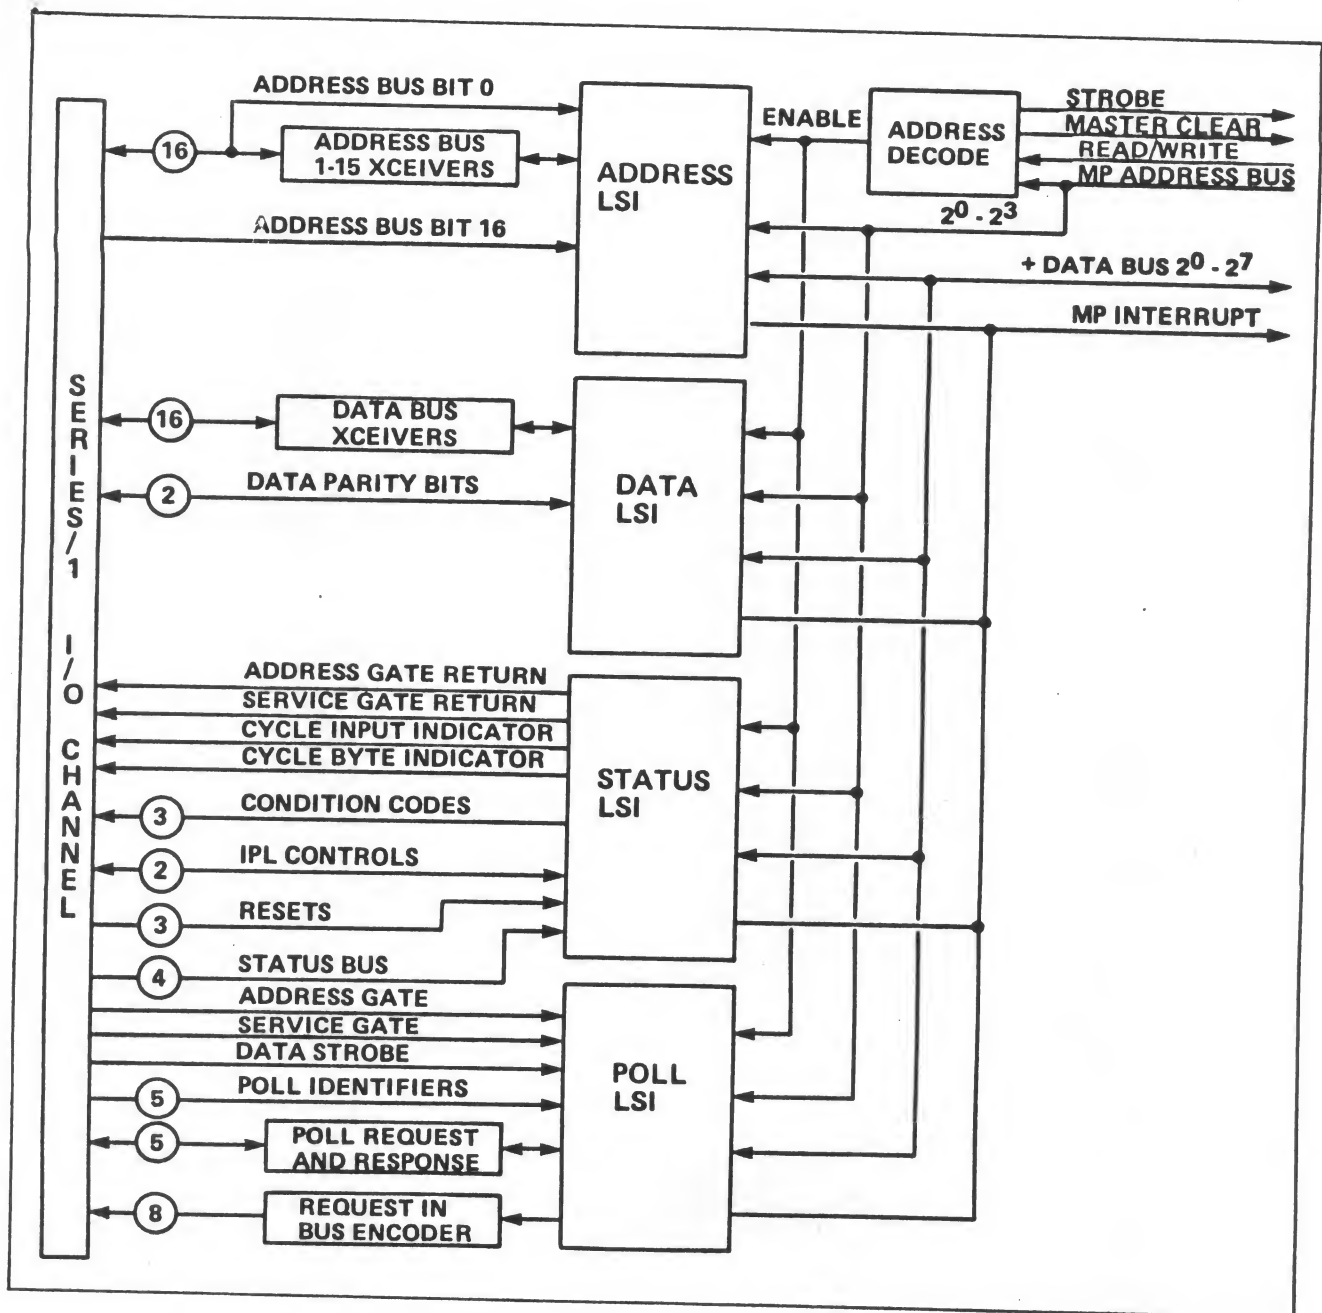 ADDRESS BUS BIT 0
16
ADDRESS BUS
1-15 XCEIVERS
ADDRESS BUS BIT 16
ADDRESS
LSI
ENABLE
ADDRESS
DECODE
STROBE
MASTER CLEAR
READ/WRITE
MP ADDRESS BUS
2⁰ - 2³
+ DATA BUS 2⁰ - 2⁷
MP INTERRUPT
SERIES/1 I/O CHANNEL
16
DATA BUS
XCEIVERS
2
DATA PARITY BITS
DATA
LSI
ADDRESS GATE RETURN
SERVICE GATE RETURN
CYCLE INPUT INDICATOR
CYCLE BYTE INDICATOR
3
CONDITION CODES
2
IPL CONTROLS
3
RESETS
4
STATUS BUS
STATUS
LSI
ADDRESS GATE
SERVICE GATE
DATA STROBE
5
POLL IDENTIFIERS
5
POLL REQUEST
AND RESPONSE
8
REQUEST IN
BUS ENCODER
POLL
LSI